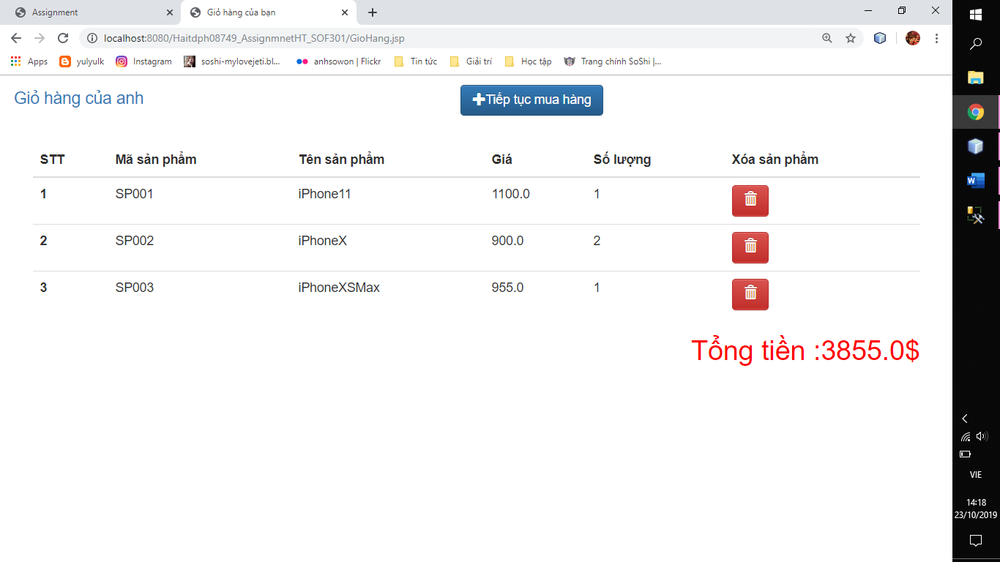 Assignment
Giỏ hàng của bạn
localhost:8080/Haitdph08749_AssignmnetHT_SOF301/GioHang.jsp
Apps yulyulk Instagram soshi-mylovejeti.bl... anhsowon | Flickr Tin tức Giải trí Học tập Trang chính SoShi |...
Giỏ hàng của anh
Tiếp tục mua hàng
STT Mã sản phẩm Tên sản phẩm Giá Số lượng Xóa sản phẩm
1 SP001 iPhone11 1100.0 1
2 SP002 iPhoneX 900.0 2
3 SP003 iPhoneXSMax 955.0 1
Tổng tiền :3855.0$
VIE
14:18
23/10/2019